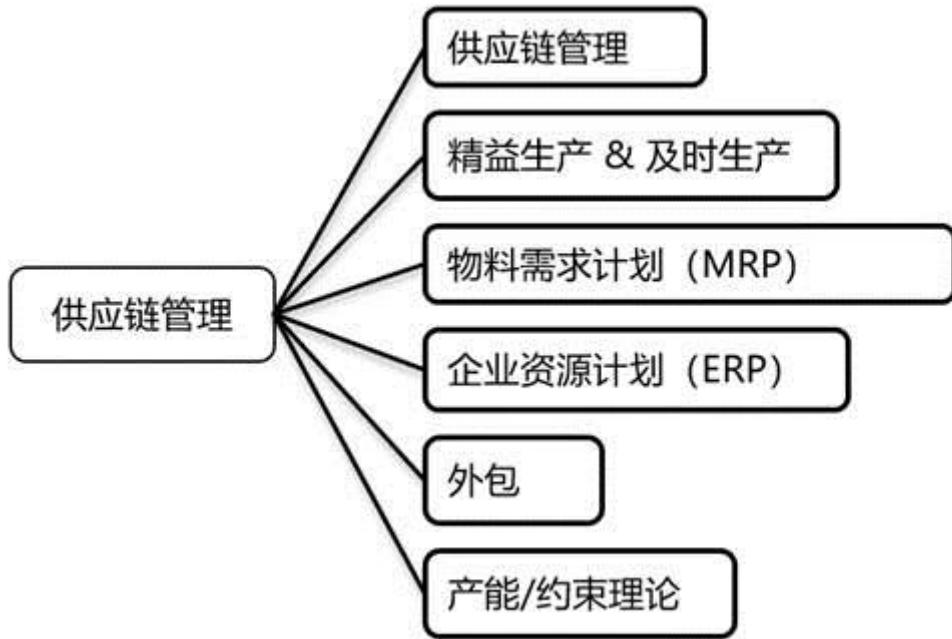 供应链管理
精益生产 & 及时生产
物料需求计划（MRP）
供应链管理
企业资源计划（ERP）
外包
产能/约束理论